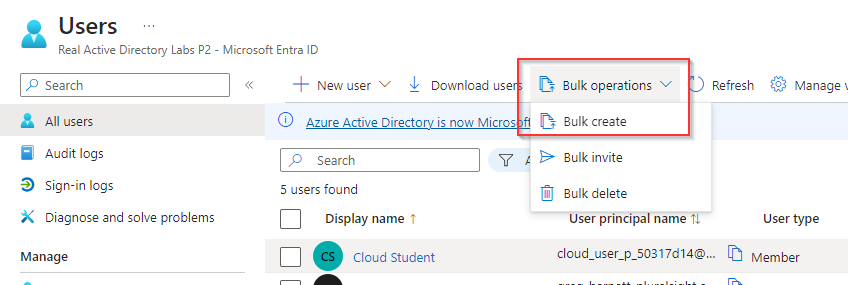 Users ...
Real Active Directory Labs P2 - Microsoft Entra ID
Search
New user
Download users
Bulk operations
Refresh
Manage v
All users
Audit logs
Sign-in logs
Diagnose and solve problems
Manage
Azure Active Directory is now Microsoft
Bulk create
Bulk invite
Bulk delete
Search
5 users found
Display name ↑
User principal name ↑↓
User type
CS
Cloud Student
cloud_user_p_50317d14@...
Member